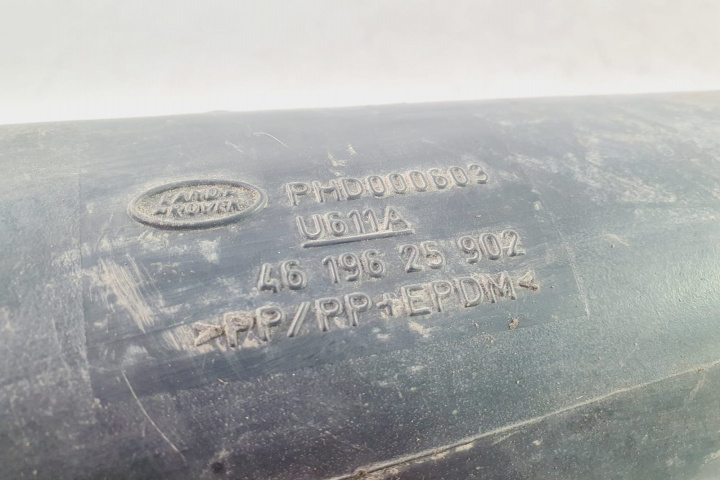 LAND-
ROVER
PHD000603
U611A
46 196 25 902
>PP/PP+EPDM<